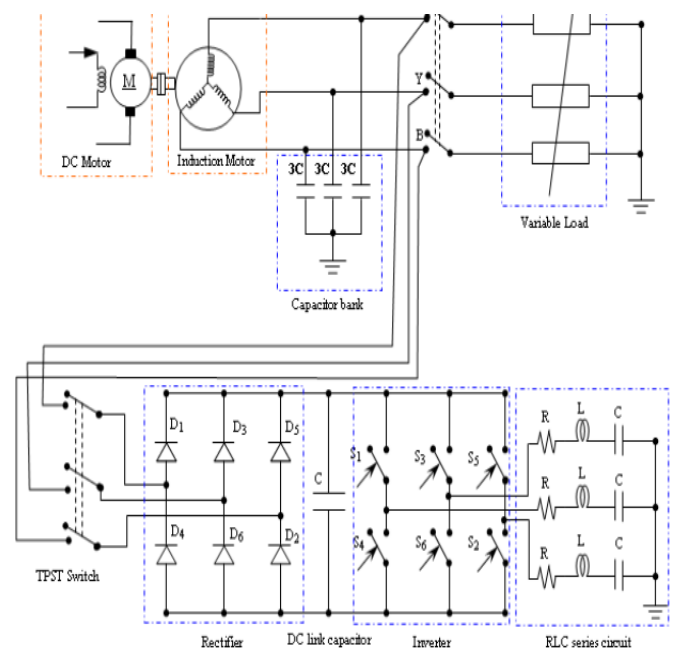 M
DC Motor
Induction Motor
Y
B
3C 3C 3C
Variable Load
Capacitor bank
D1 D3 D5
D4 D6 D2
C
S1 S3 S5
S4 S6 S2
R L C
R L C
R L C
TPST Switch
Rectifier
DC link capacitor
Inverter
RLC series circuit